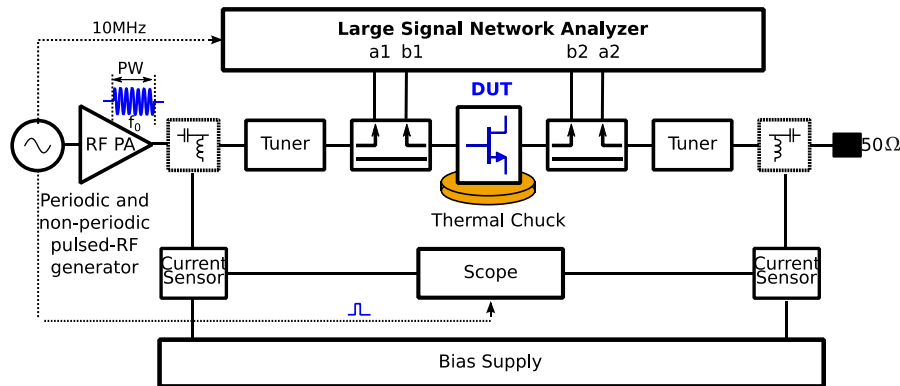 Large Signal Network Analyzer
10MHz
a1 b1
b2 a2
PW
DUT
f0
RF PA
Tuner
Tuner
50Ω
Periodic and
non-periodic
pulsed-RF
generator
Thermal Chuck
Current
Sensor
Scope
Current
Sensor
Bias Supply